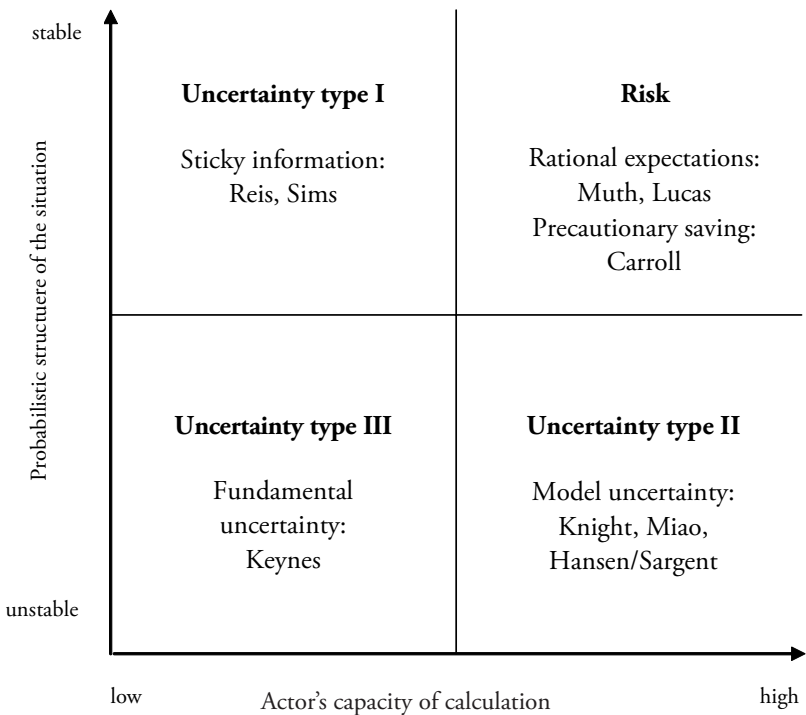 stable
Uncertainty type I
Sticky information:
Reis, Sims
Risk
Rational expectations:
Muth, Lucas
Precautionary saving:
Carroll
Probabilistic structuere of the situation
Uncertainty type III
Fundamental
uncertainty:
Keynes
Uncertainty type II
Model uncertainty:
Knight, Miao,
Hansen/Sargent
unstable
low
Actor’s capacity of calculation
high